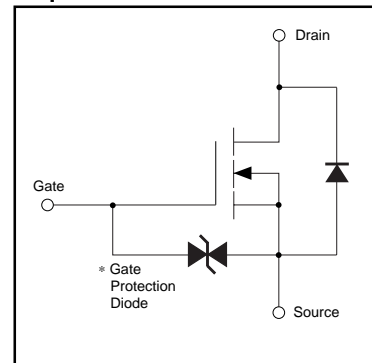 Drain
Gate
* Gate
Protection
Diode
Source